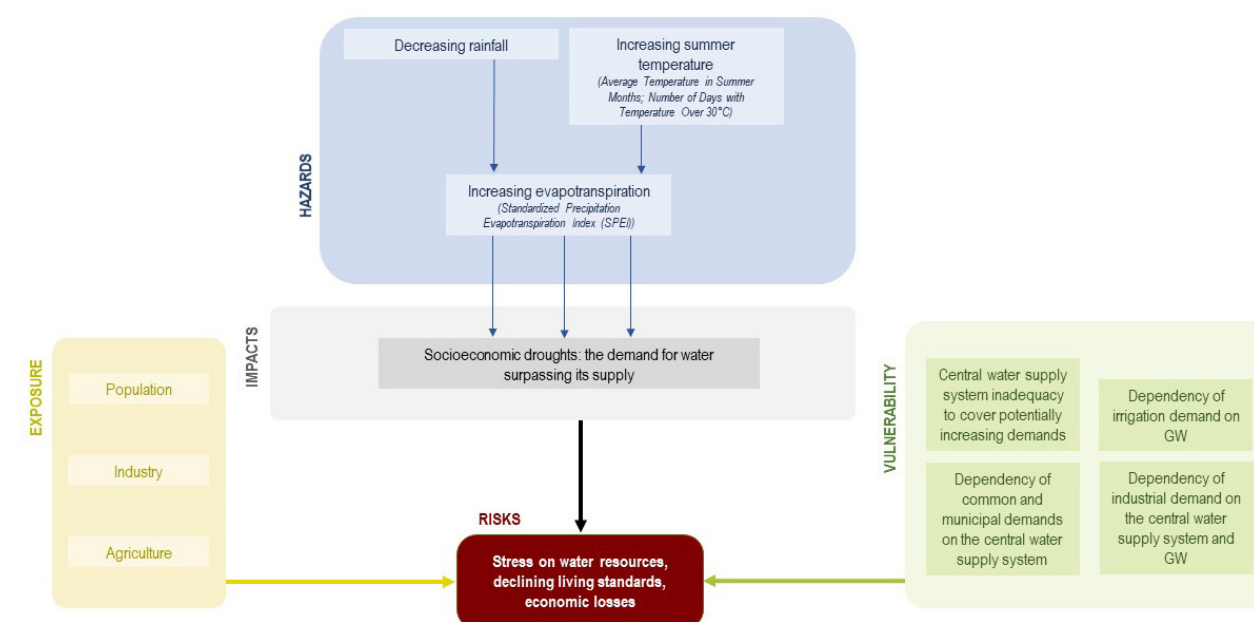 Decreasing rainfall
Increasing summer
temperature
(Average Temperature in Summer
Months; Number of Days with
Temperature Over 30°C)
HAZARDS
Increasing evapotranspiration
(Standardized Precipitation
Evapotranspiration Index (SPEI))
IMPACTS
Socioeconomic droughts: the demand for water
surpassing its supply
EXPOSURE
Population
Industry
Agriculture
VULNERABILITY
Central water supply
system inadequacy
to cover potentially
increasing demands
Dependency of
irrigation demand on
GW
Dependency of
common and
municipal demands
on the central water
supply system
Dependency of
industrial demand on
the central water
supply system and
GW
RISKS
Stress on water resources,
declining living standards,
economic losses